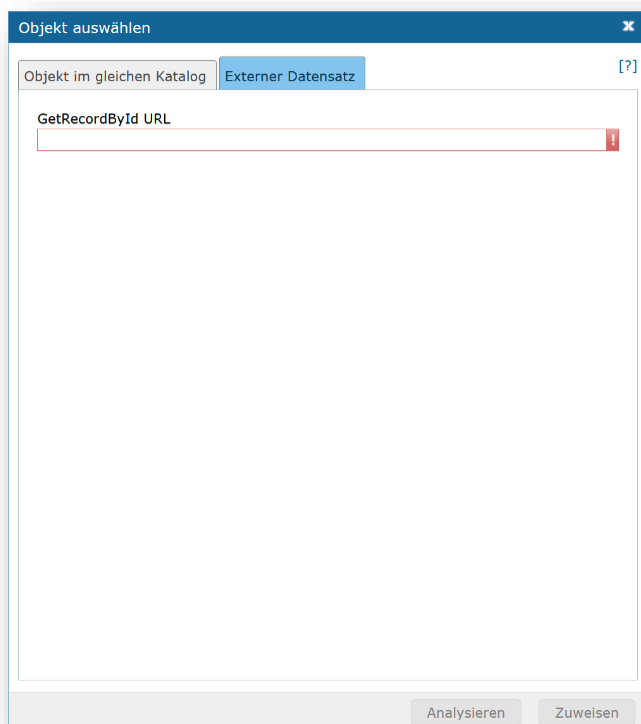 Objekt auswählen
[?]
Objekt im gleichen Katalog
Externer Datensatz
GetRecordById URL
!
Analysieren
Zuweisen